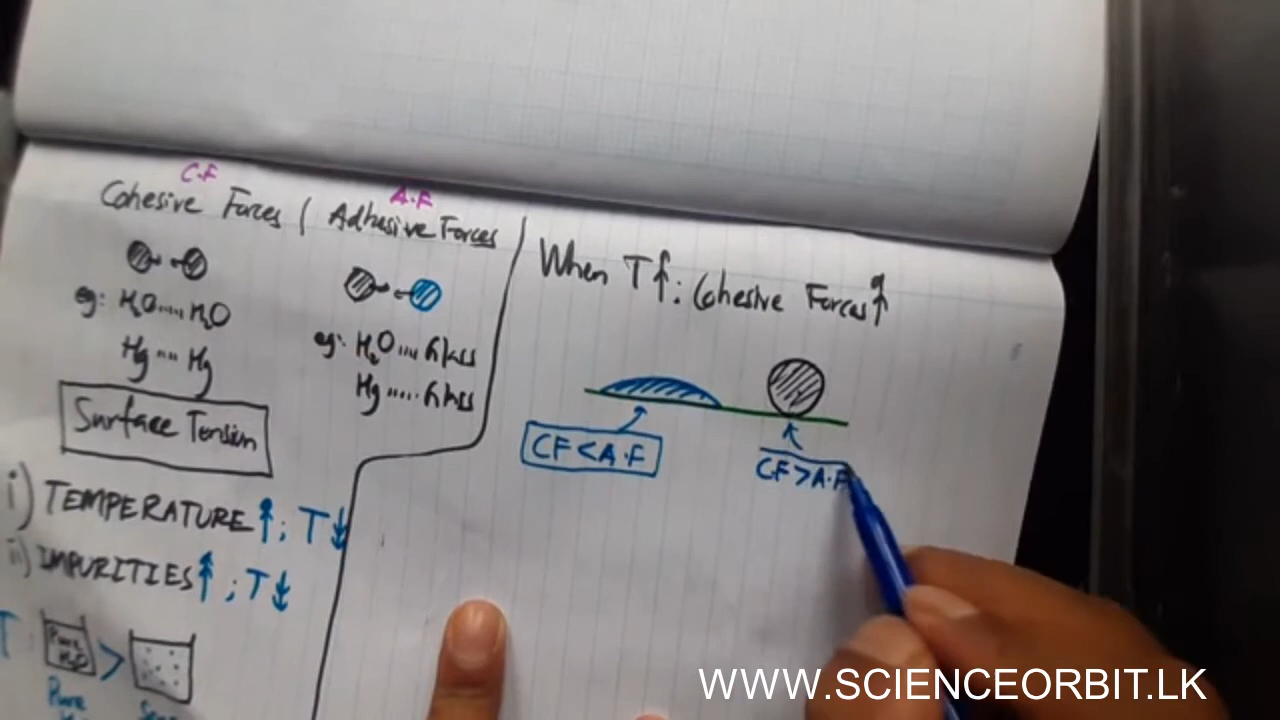 C.F
A.F
Cohesive Forces / Adhesive Forces
eg: H₂O....H₂O
Hg ... Hg
eg: H₂O .... Glass
Hg ..... Glass
Surface Tension
i) TEMPERATURE ↑ ; T ↓
ii) IMPURITIES ↑ ; T ↓
T
Pure
H₂O
>
Pure
When T↑: Cohesive Forces ↑
CF < A.F
CF > A.F
WWW.SCIENCEORBIT.LK